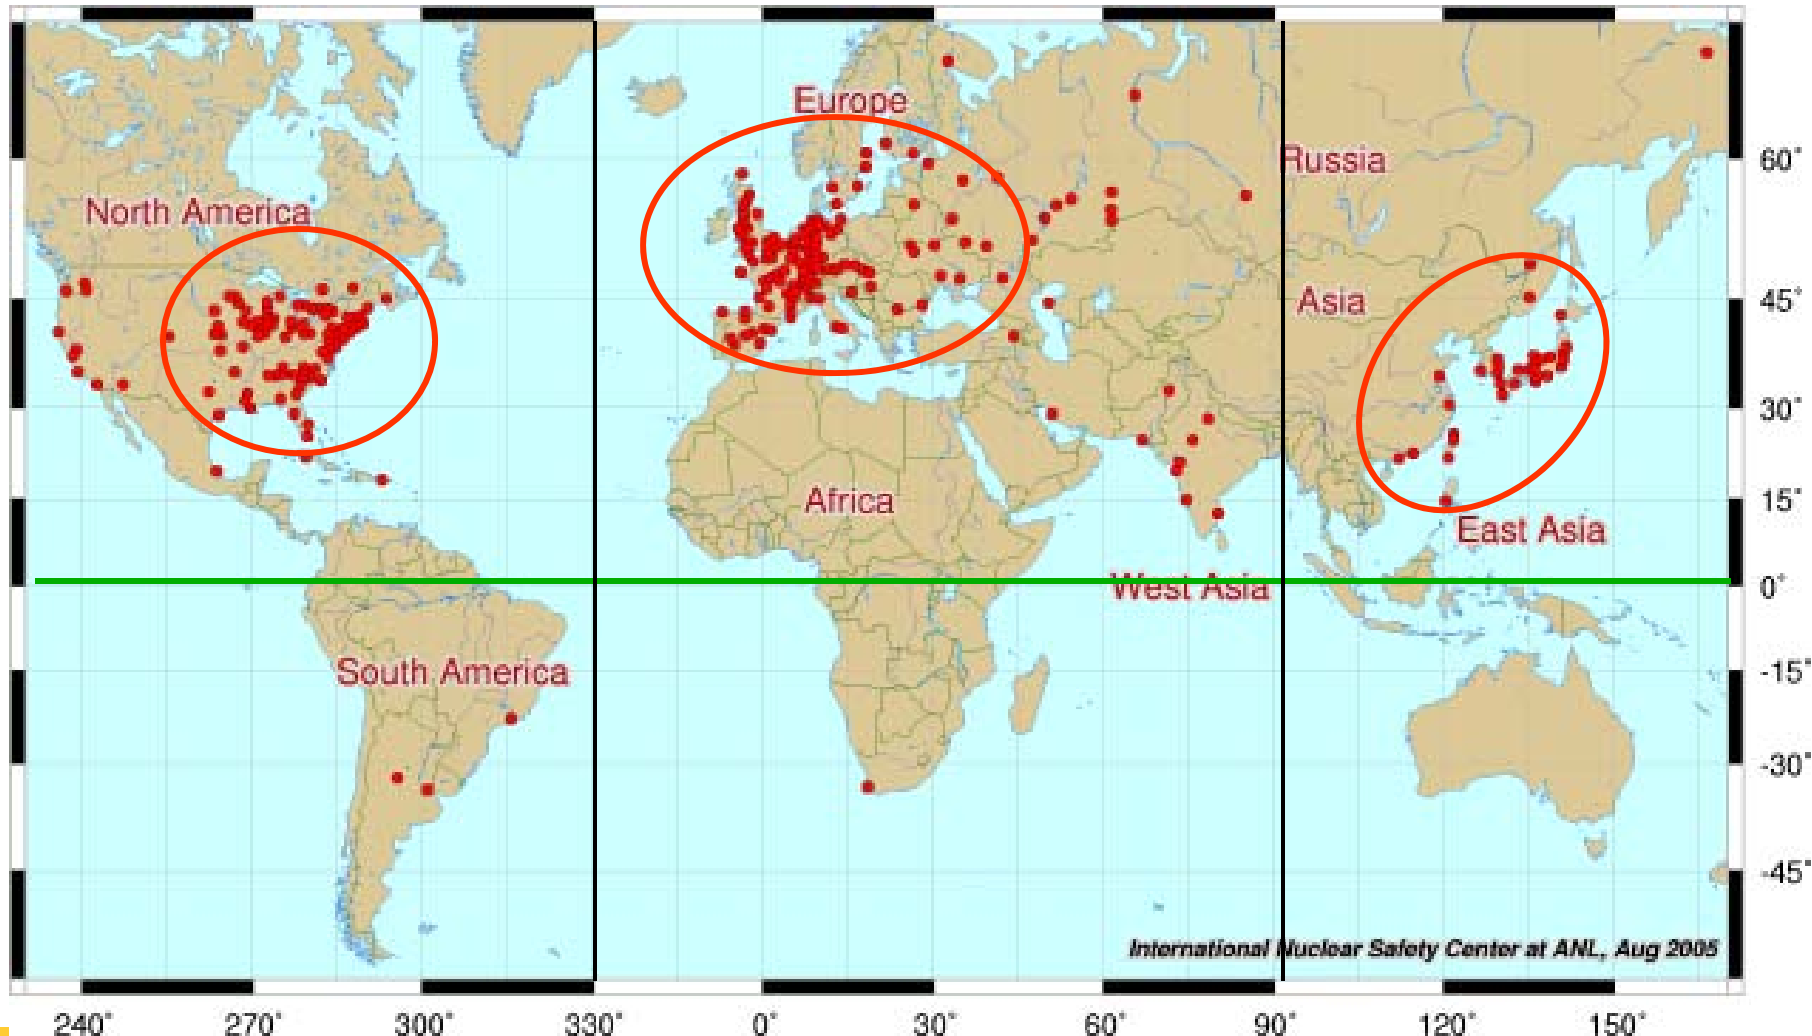 Europe
60°
Russia
North America
45°
Asia
30°
Africa
15°
East Asia
0°
West Asia
South America
-15°
-30°
-45°
International Nuclear Safety Center at ANL, Aug 2005
240° 270° 300° 330° 0° 30° 60° 90° 120° 150°